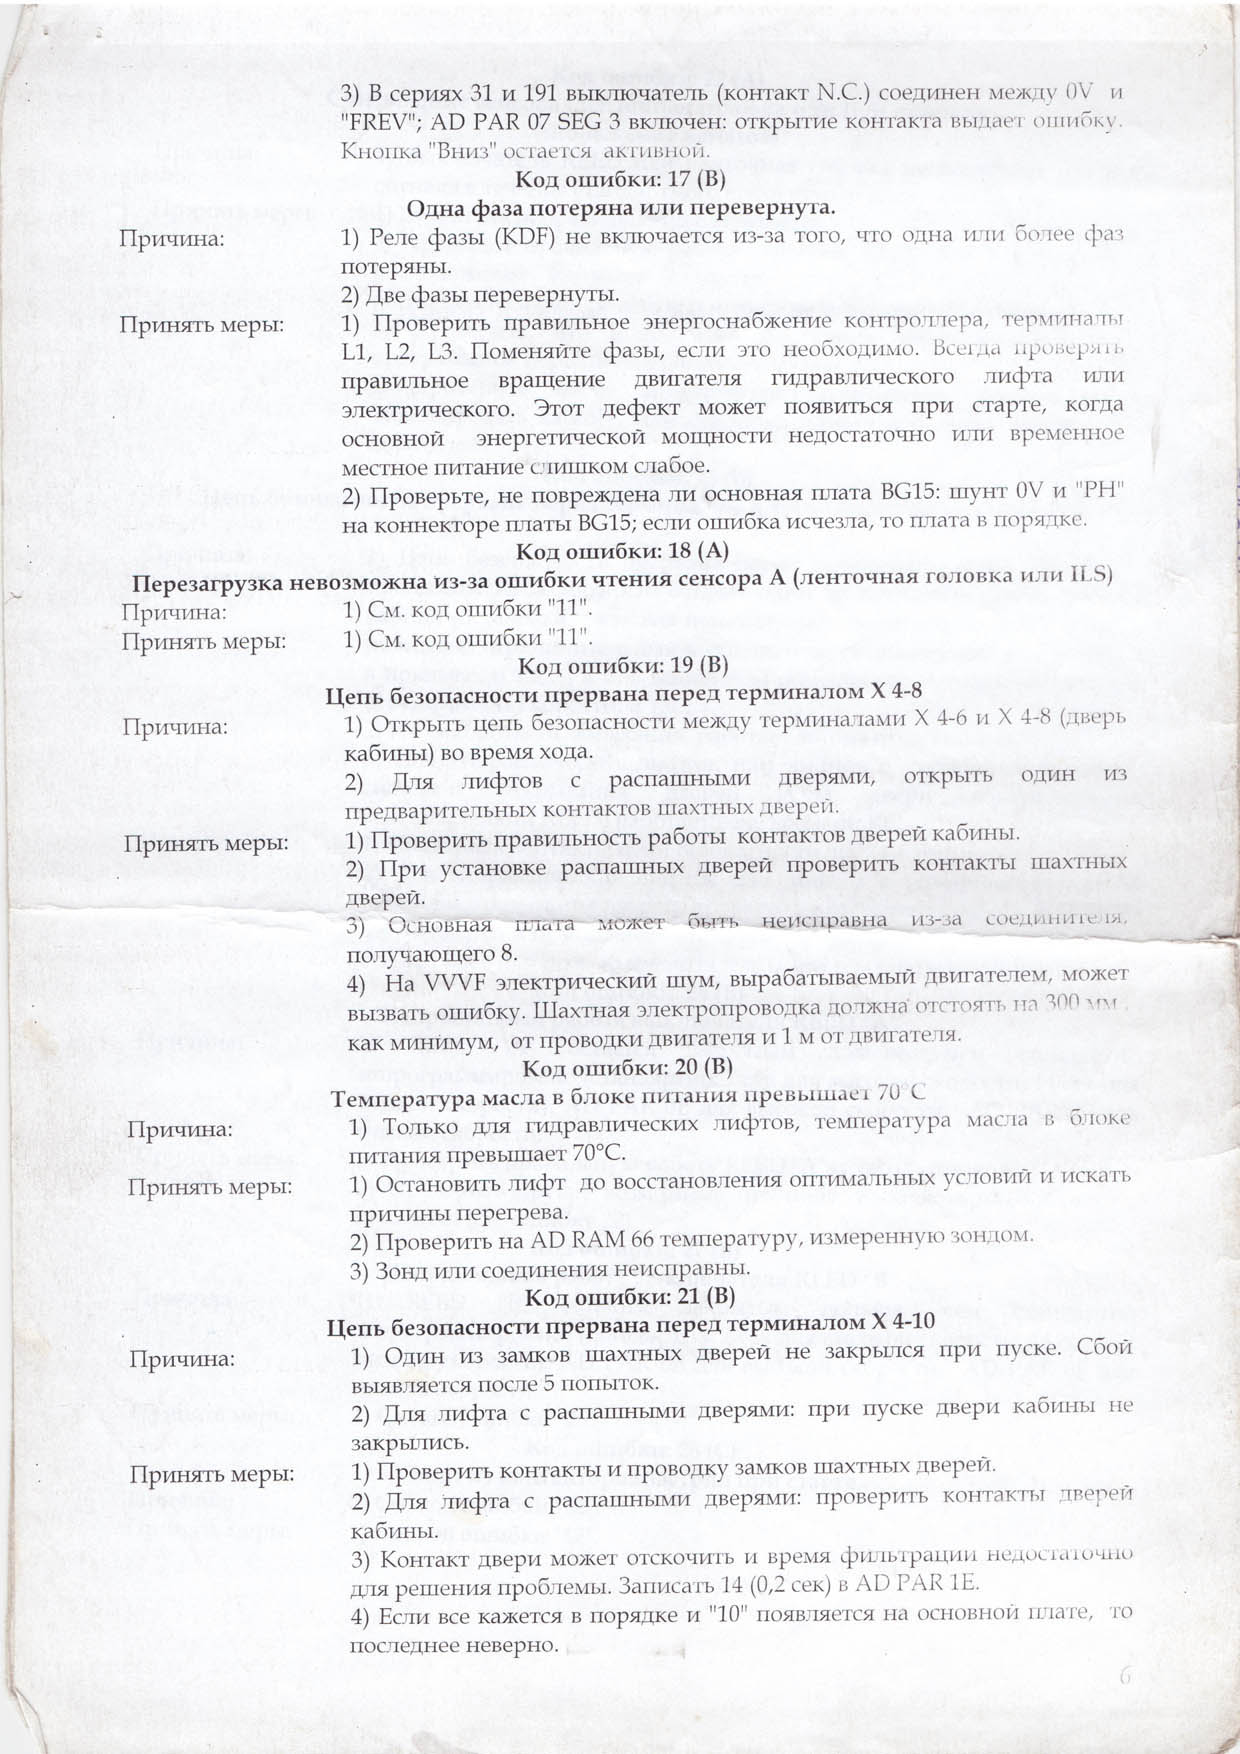 3) В сериях 31 и 191 выключатель (контакт N.C.) соединен между 0V и
"FREV"; AD PAR 07 SEG 3 включен: открытие контакта выдает ошибку.
Кнопка "Вниз" остается активной.
Код ошибки: 17 (В)
Одна фаза потеряна или перевернута.
Причина: 1) Реле фазы (KDF) не включается из-за того, что одна или более фаз
потеряны.
2) Две фазы перевернуты.
Принять меры: 1) Проверить правильное энергоснабжение контроллера, терминалы
L1, L2, L3. Поменяйте фазы, если это необходимо. Всегда проверять
правильное вращение двигателя гидравлического лифта или
электрического. Этот дефект может появиться при старте, когда
основной энергетической мощности недостаточно или временное
местное питание слишком слабое.
2) Проверьте, не повреждена ли основная плата BG15: шунт 0V и "PH"
на коннекторе платы BG15; если ошибка исчезла, то плата в порядке.
Код ошибки: 18 (А)
Перезагрузка невозможна из-за ошибки чтения сенсора А (ленточная головка или ILS)
Причина: 1) См. код ошибки "11".
Принять меры: 1) См. код ошибки "11".
Код ошибки: 19 (В)
Цепь безопасности прервана перед терминалом X 4-8
Причина: 1) Открыть цепь безопасности между терминалами X 4-6 и X 4-8 (дверь
кабины) во время хода.
2) Для лифтов с распашными дверями, открыть один из
предварительных контактов шахтных дверей.
Принять меры: 1) Проверить правильность работы контактов дверей кабины.
2) При установке распашных дверей проверить контакты шахтных
дверей.
3) Основная плата может быть неисправна из-за соединителя,
получающего 8.
4) На VVVF электрический шум, вырабатываемый двигателем, может
вызвать ошибку. Шахтная электропроводка должна отстоять на 300 мм ,
как минимум, от проводки двигателя и 1 м от двигателя.
Код ошибки: 20 (В)
Температура масла в блоке питания превышает 70°С
Причина: 1) Только для гидравлических лифтов, температура масла в блоке
питания превышает 70°С.
Принять меры: 1) Остановить лифт до восстановления оптимальных условий и искать
причины перегрева.
2) Проверить на AD RAM 66 температуру, измеренную зондом.
3) Зонд или соединения неисправны.
Код ошибки: 21 (В)
Цепь безопасности прервана перед терминалом X 4-10
Причина: 1) Один из замков шахтных дверей не закрылся при пуске. Сбой
выявляется после 5 попыток.
2) Для лифта с распашными дверями: при пуске двери кабины не
закрылись.
Принять меры: 1) Проверить контакты и проводку замков шахтных дверей.
2) Для лифта с распашными дверями: проверить контакты дверей
кабины.
3) Контакт двери может отскочить и время фильтрации недостаточно
для решения проблемы. Записать 14 (0,2 сек) в AD PAR 1E.
4) Если все кажется в порядке и "10" появляется на основной плате, то
последнее неверно.
6